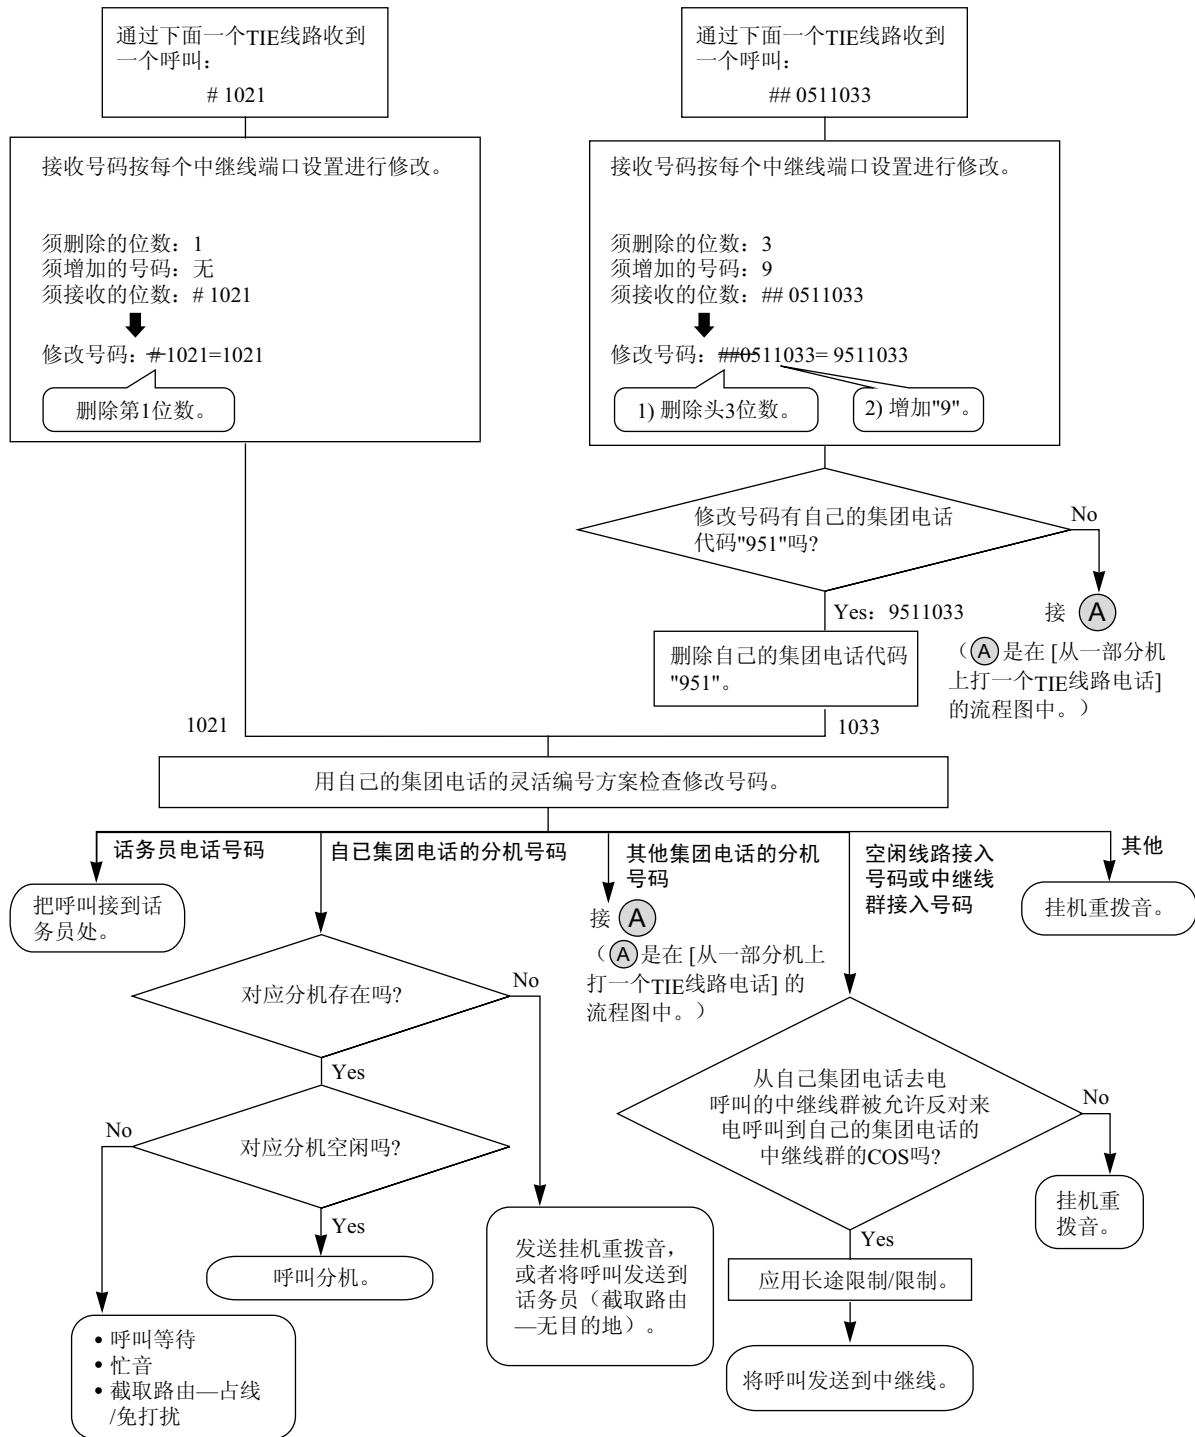 通过下面一个TIE线路收到
一个呼叫：
# 1021
接收号码按每个中继线端口设置进行修改。
须删除的位数：1
须增加的号码：无
须接收的位数：# 1021
修改号码：#1021=1021
删除第1位数。
通过下面一个TIE线路收到
一个呼叫：
## 0511033
接收号码按每个中继线端口设置进行修改。
须删除的位数：3
须增加的号码：9
须接收的位数：## 0511033
修改号码：##0511033= 9511033
1) 删除头3位数。
2) 增加"9"。
修改号码有自己的集团电话
代码"951"吗?
No
Yes：9511033
接 A
（A是在 [从一部分机
上打一个TIE线路电话]
的流程图中。）
删除自己的集团电话代码
"951"。
1021
1033
用自己的集团电话的灵活编号方案检查修改号码。
话务员电话号码
自己集团电话的分机号码
其他集团电话的分机
号码
空闲线路接入
号码或中继线
群接入号码
其他
把呼叫接到话
务员处。
接 A
（A是在 [从一部分机上
打一个TIE线路电话] 的
流程图中。）
挂机重拨音。
对应分机存在吗?
No
Yes
对应分机空闲吗?
No
Yes
呼叫分机。
• 呼叫等待
• 忙音
• 截取路由—占线
/免打扰
发送挂机重拨音，
或者将呼叫发送到
话务员（截取路由
—无目的地）。
从自己集团电话去电
呼叫的中继线群被允许反对来
电呼叫到自己的集团电话的
中继线群的COS吗?
No
挂机重
拨音。
Yes
应用长途限制/限制。
将呼叫发送到中继线。